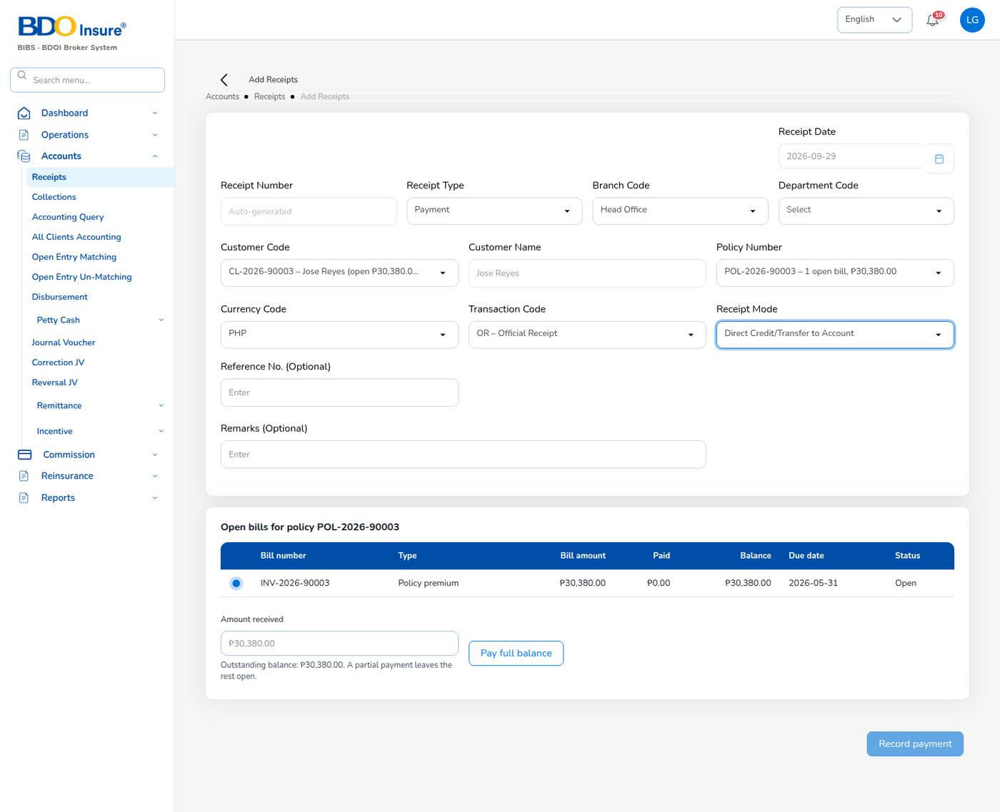 BDO Insure®
BIBS · BDOI Broker System
Search menu...
Dashboard
Operations
Accounts
Receipts
Collections
Accounting Query
All Clients Accounting
Open Entry Matching
Open Entry Un-Matching
Disbursement
Petty Cash
Journal Voucher
Correction JV
Reversal JV
Remittance
Incentive
Commission
Reinsurance
Reports
English
10
LG
Add Receipts
Accounts • Receipts • Add Receipts
Receipt Date
2026-09-29
Receipt Number Receipt Type Branch Code Department Code
Auto-generated Payment Head Office Select
Customer Code Customer Name Policy Number
CL-2026-90003 – Jose Reyes (open ₱30,380.0... Jose Reyes POL-2026-90003 – 1 open bill, ₱30,380.00
Currency Code Transaction Code Receipt Mode
PHP OR – Official Receipt Direct Credit/Transfer to Account
Reference No. (Optional)
Enter
Remarks (Optional)
Enter
Open bills for policy POL-2026-90003
Bill number Type Bill amount Paid Balance Due date Status
INV-2026-90003 Policy premium ₱30,380.00 ₱0.00 ₱30,380.00 2026-05-31 Open
Amount received
₱30,380.00
Pay full balance
Outstanding balance: ₱30,380.00. A partial payment leaves the
rest open.
Record payment